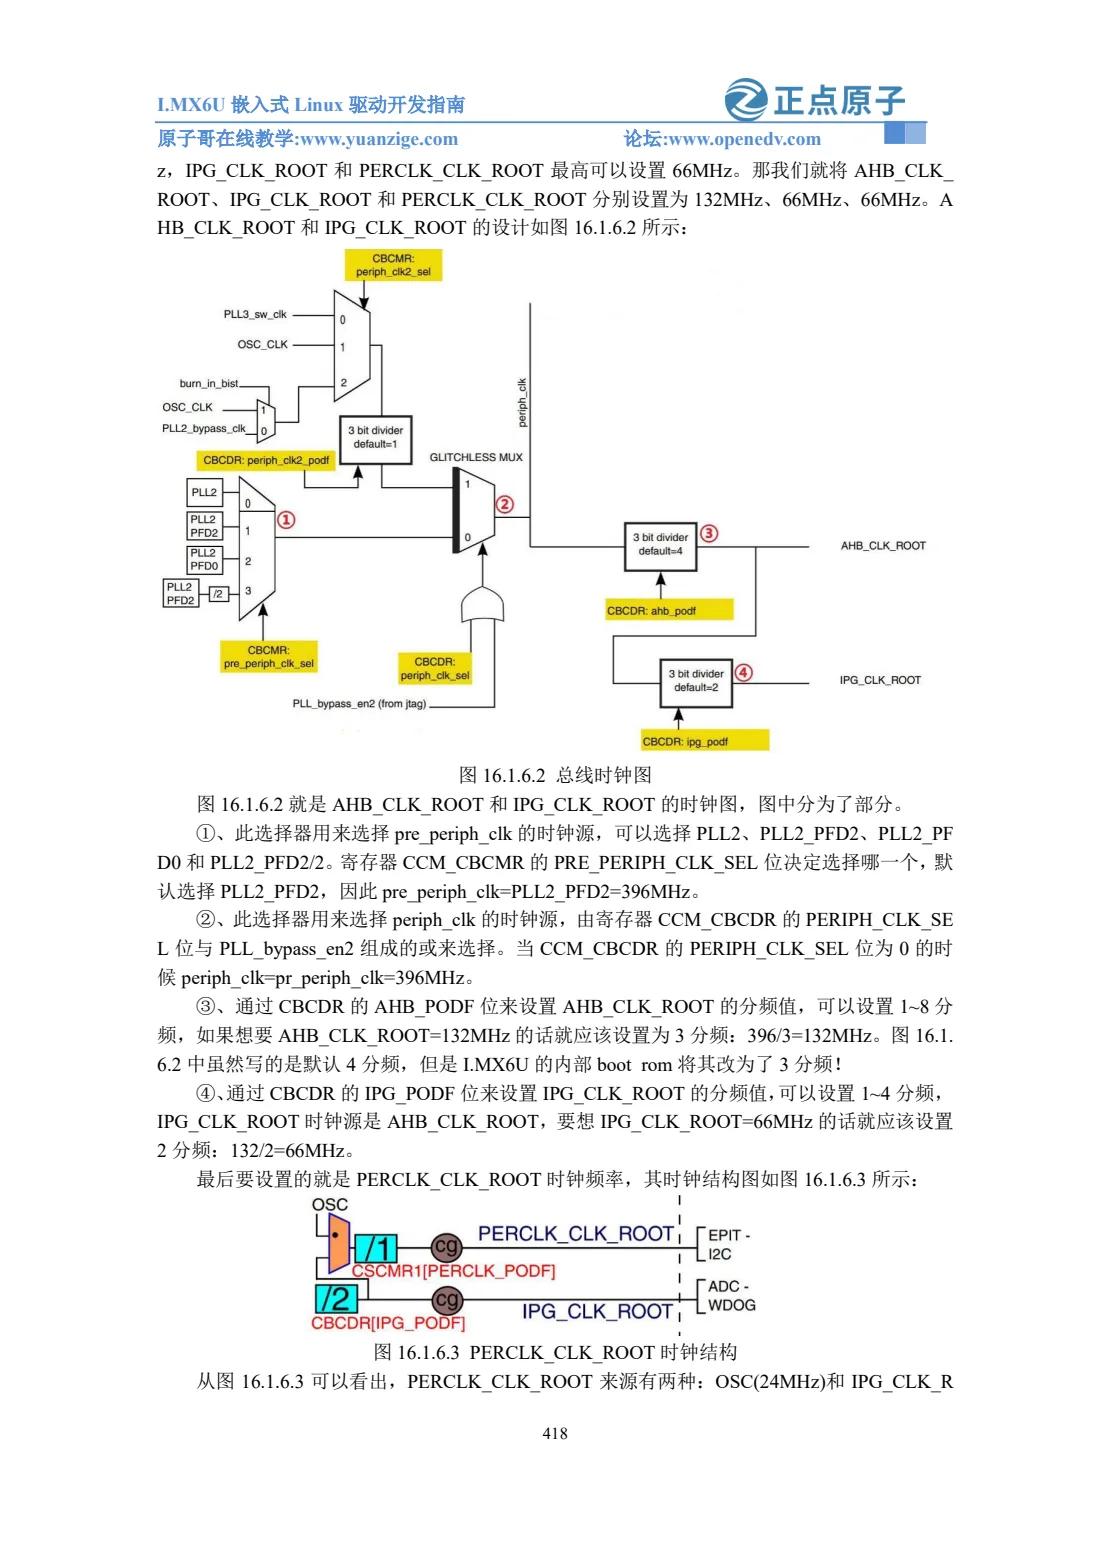 I.MX6U 嵌入式 Linux 驱动开发指南
正点原子
原子哥在线教学:www.yuanzige.com 论坛:www.openedv.com
z，IPG_CLK_ROOT 和 PERCLK_CLK_ROOT 最高可以设置 66MHz。那我们就将 AHB_CLK_
ROOT、IPG_CLK_ROOT 和 PERCLK_CLK_ROOT 分别设置为 132MHz、66MHz、66MHz。A
HB_CLK_ROOT 和 IPG_CLK_ROOT 的设计如图 16.1.6.2 所示：
CBCMR:
periph_clk2_sel
PLL3_sw_clk
0
OSC_CLK
1
burn_in_bist
2
OSC_CLK
1
PLL2_bypass_clk
0
3 bit divider
default=1
periph_clk
CBCDR: periph_clk2_podf
GLITCHLESS MUX
PLL2
0
1
②
①
PLL2
PFD2
1
0
PLL2
PFD0
2
PLL2
PFD2
/2
3
3 bit divider
default=4
③
AHB_CLK_ROOT
CBCDR: ahb_podf
CBCMR:
pre_periph_clk_sel
CBCDR:
periph_clk_sel
PLL_bypass_en2 (from jtag)
3 bit divider
default=2
④
IPG_CLK_ROOT
CBCDR: ipg_podf
图 16.1.6.2 总线时钟图
图 16.1.6.2 就是 AHB_CLK_ROOT 和 IPG_CLK_ROOT 的时钟图，图中分为了部分。
①、此选择器用来选择 pre_periph_clk 的时钟源，可以选择 PLL2、PLL2_PFD2、PLL2_PF
D0 和 PLL2_PFD2/2。寄存器 CCM_CBCMR 的 PRE_PERIPH_CLK_SEL 位决定选择哪一个，默
认选择 PLL2_PFD2，因此 pre_periph_clk=PLL2_PFD2=396MHz。
②、此选择器用来选择 periph_clk 的时钟源，由寄存器 CCM_CBCDR 的 PERIPH_CLK_SE
L 位与 PLL_bypass_en2 组成的或来选择。当 CCM_CBCDR 的 PERIPH_CLK_SEL 位为 0 的时
候 periph_clk=pr_periph_clk=396MHz。
③、通过 CBCDR 的 AHB_PODF 位来设置 AHB_CLK_ROOT 的分频值，可以设置 1~8 分
频，如果想要 AHB_CLK_ROOT=132MHz 的话就应该设置为 3 分频：396/3=132MHz。图 16.1.
6.2 中虽然写的是默认 4 分频，但是 I.MX6U 的内部 boot rom 将其改为了 3 分频！
④、通过 CBCDR 的 IPG_PODF 位来设置 IPG_CLK_ROOT 的分频值，可以设置 1~4 分频，
IPG_CLK_ROOT 时钟源是 AHB_CLK_ROOT，要想 IPG_CLK_ROOT=66MHz 的话就应该设置
2 分频：132/2=66MHz。
最后要设置的就是 PERCLK_CLK_ROOT 时钟频率，其时钟结构图如图 16.1.6.3 所示：
OSC
/1
cg
PERCLK_CLK_ROOT
EPIT -
I2C
CSCMR1[PERCLK_PODF]
/2
cg
IPG_CLK_ROOT
ADC -
WDOG
CBCDR[IPG_PODF]
图 16.1.6.3 PERCLK_CLK_ROOT 时钟结构
从图 16.1.6.3 可以看出，PERCLK_CLK_ROOT 来源有两种：OSC(24MHz)和 IPG_CLK_R
418